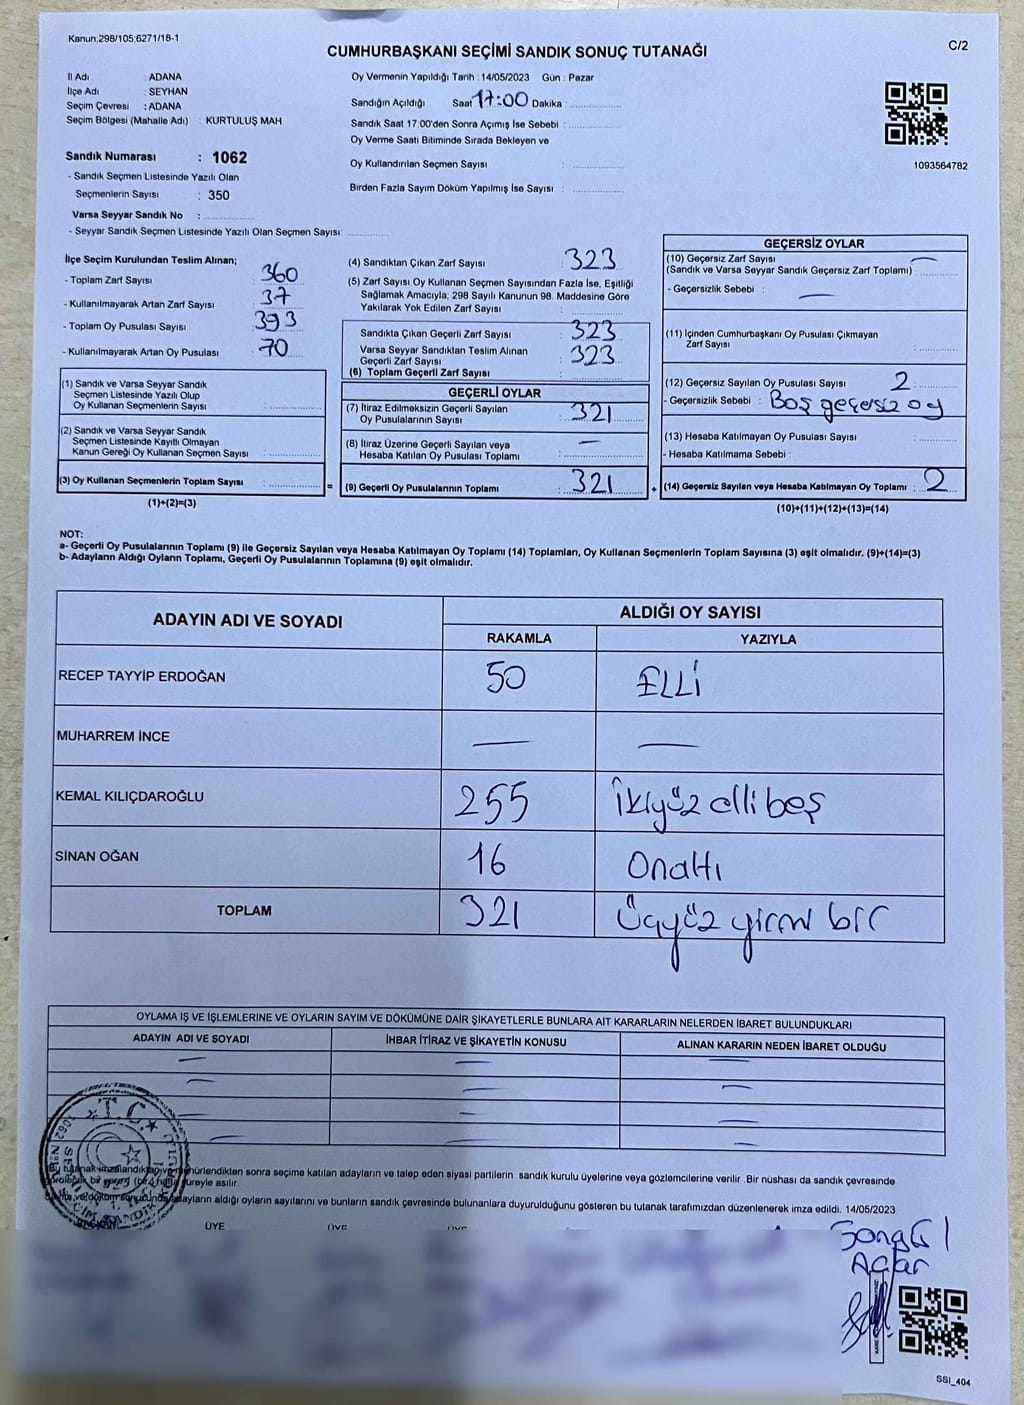 Kanun;298/105;6271/18-1
C/2
CUMHURBAŞKANI SEÇİMİ SANDIK SONUÇ TUTANAĞI
İl Adı : ADANA
İlçe Adı : SEYHAN
Seçim Çevresi : ADANA
Seçim Bölgesi (Mahalle Adı) : KURTULUŞ MAH
Sandık Numarası : 1062
- Sandık Seçmen Listesinde Yazılı Olan
Seçmenlerin Sayısı : 350
Varsa Seyyar Sandık No :
- Seyyar Sandık Seçmen Listesinde Yazılı Olan Seçmen Sayısı:
Oy Vermenin Yapıldığı Tarih : 14/05/2023 Gün : Pazar
Sandığın Açıldığı Saat 17:00 Dakika :
Sandık Saat 17:00'den Sonra Açımış İse Sebebi :
Oy Verme Saati Bitiminde Sırada Bekleyen ve
Oy Kullandırılan Seçmen Sayısı :
Birden Fazla Sayım Döküm Yapılmış İse Sayısı :
1093564782
İlçe Seçim Kurulundan Teslim Alınan;
- Toplam Zarf Sayısı : 360
- Kullanılmayarak Artan Zarf Sayısı : 37
- Toplam Oy Pusulası Sayısı : 393
- Kullanılmayarak Artan Oy Pusulası : 70
(1) Sandık ve Varsa Seyyar Sandık
Seçmen Listesinde Yazılı Olup
Oy Kullanan Seçmenlerin Sayısı :
(2) Sandık ve Varsa Seyyar Sandık
Seçmen Listesinde Kayıtlı Olmayan
Kanun Gereği Oy Kullanan Seçmen Sayısı :
(3) Oy Kullanan Seçmenlerin Toplam Sayısı :
(1)+(2)=(3)
(4) Sandıktan Çıkan Zarf Sayısı : 323
(5) Zarf Sayısı Oy Kullanan Seçmen Sayısından Fazla İse, Eşitliği
Sağlamak Amacıyla, 298 Sayılı Kanunun 98. Maddesine Göre
Yakılarak Yok Edilen Zarf Sayısı :
Sandıkta Çıkan Geçerli Zarf Sayısı : 323
Varsa Seyyar Sandıktan Teslim Alınan
Geçerli Zarf Sayısı : 323
(6) Toplam Geçerli Zarf Sayısı :
GEÇERLİ OYLAR
(7) İtiraz Edilmeksizin Geçerli Sayılan
Oy Pusulalarının Sayısı : 321
(8) İtiraz Üzerine Geçerli Sayılan veya
Hesaba Katılan Oy Pusulası Toplamı : —
= (9) Geçerli Oy Pusulalarının Toplamı : 321
GEÇERSİZ OYLAR
(10) Geçersiz Zarf Sayısı —
(Sandık ve Varsa Seyyar Sandık Geçersiz Zarf Toplamı) :
- Geçersizlik Sebebi : —
(11) İçinden Cumhurbaşkanı Oy Pusulası Çıkmayan
Zarf Sayısı :
(12) Geçersiz Sayılan Oy Pusulası Sayısı : 2
- Geçersizlik Sebebi : Boş geçersiz oy
(13) Hesaba Katılmayan Oy Pusulası Sayısı :
- Hesaba Katılmama Sebebi :
+ (14) Geçersiz Sayılan veya Hesaba Katılmayan Oy Toplamı : 2
(10)+(11)+(12)+(13)=(14)
NOT:
a- Geçerli Oy Pusulalarının Toplamı (9) ile Geçersiz Sayılan veya Hesaba Katılmayan Oy Toplamı (14) Toplamları, Oy Kullanan Seçmenlerin Toplam Sayısına (3) eşit olmalıdır. (9)+(14)=(3)
b- Adayların Aldığı Oyların Toplamı, Geçerli Oy Pusulalarının Toplamına (9) eşit olmalıdır.
ADAYIN ADI VE SOYADI
ALDIĞI OY SAYISI
RAKAMLA YAZIYLA
RECEP TAYYİP ERDOĞAN 50 ELLİ
MUHARREM İNCE — —
KEMAL KILIÇDAROĞLU 255 İkiyüz elli beş
SİNAN OĞAN 16 Onaltı
TOPLAM 321 Üçyüz yirmi bir
OYLAMA İŞ VE İŞLEMLERİNE VE OYLARIN SAYIM VE DÖKÜMÜNE DAİR ŞİKAYETLERLE BUNLARA AİT KARARLARIN NELERDEN İBARET BULUNDUKLARI
ADAYIN ADI VE SOYADI İHBAR İTİRAZ VE ŞİKAYETİN KONUSU ALINAN KARARIN NEDEN İBARET OLDUĞU
T.C.
Bu tutanak imzalandıktan ve mühürlendikten sonra seçime katılan adayların ve talep eden siyasi partilerin sandık kurulu üyelerine veya gözlemcilerine verilir. Bir nüshası da sandık çevresinde
süreyle asılır.
adayların aldığı oyların sayılarını ve bunların sandık çevresinde bulunanlara duyurulduğunu gösteren bu tutanak tarafımızdan düzenlenerek imza edildi. 14/05/2023
ÜYE ÜYE ÜYE
Songül
Acar
SSI_404